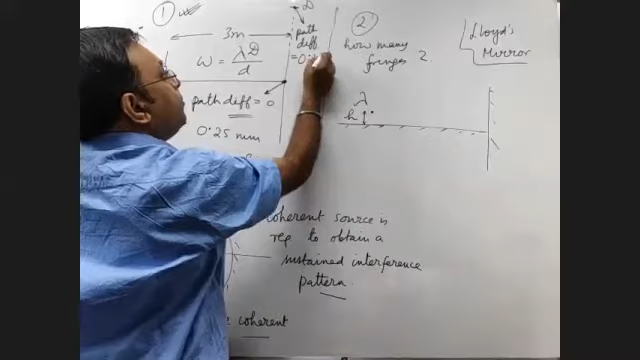 1
3m
W = λD/d
D
path
diff
path diff = 0
0.25 mm
2
how many
fringes ?
Lloyd's
Mirror
λ
h
coherent source is
req to obtain a
sustained interference
pattern.
coherent